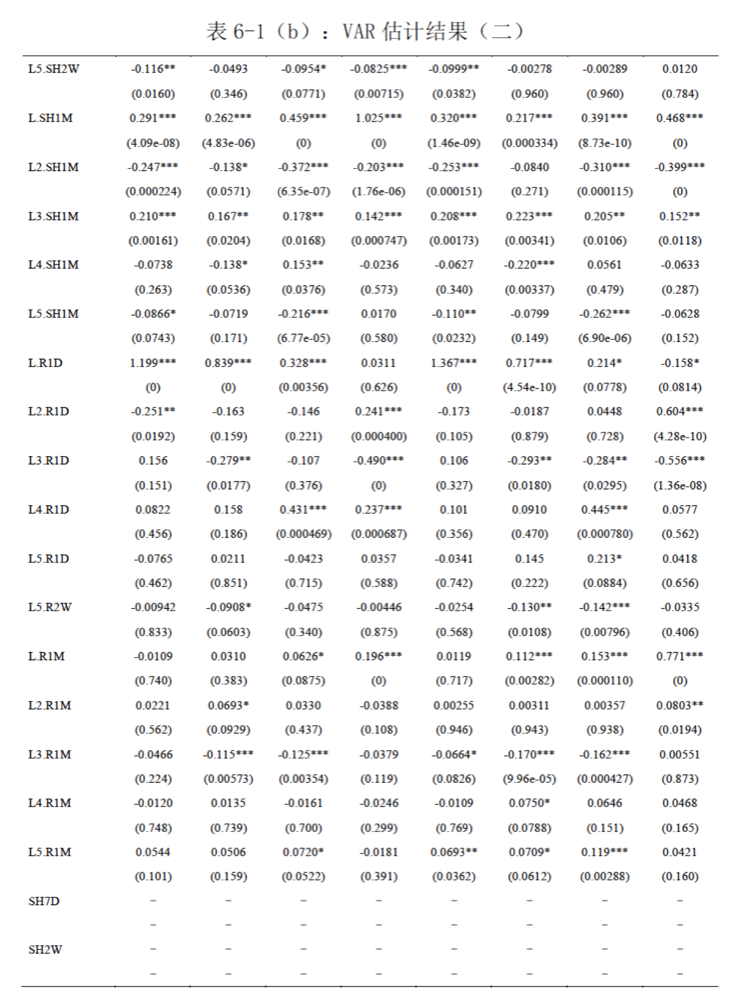 表 6-1（b）：VAR 估计结果（二）
L5.SH2W -0.116** -0.0493 -0.0954* -0.0825*** -0.0999** -0.00278 -0.00289 0.0120
(0.0160) (0.346) (0.0771) (0.00715) (0.0382) (0.960) (0.960) (0.784)
L.SH1M 0.291*** 0.262*** 0.459*** 1.025*** 0.320*** 0.217*** 0.391*** 0.468***
(4.09e-08) (4.83e-06) (0) (0) (1.46e-09) (0.000334) (8.73e-10) (0)
L2.SH1M -0.247*** -0.138* -0.372*** -0.203*** -0.253*** -0.0840 -0.310*** -0.399***
(0.000224) (0.0571) (6.35e-07) (1.76e-06) (0.000151) (0.271) (0.000115) (0)
L3.SH1M 0.210*** 0.167** 0.178** 0.142*** 0.208*** 0.223*** 0.205** 0.152**
(0.00161) (0.0204) (0.0168) (0.000747) (0.00173) (0.00341) (0.0106) (0.0118)
L4.SH1M -0.0738 -0.138* 0.153** -0.0236 -0.0627 -0.220*** 0.0561 -0.0633
(0.263) (0.0536) (0.0376) (0.573) (0.340) (0.00337) (0.479) (0.287)
L5.SH1M -0.0866* -0.0719 -0.216*** 0.0170 -0.110** -0.0799 -0.262*** -0.0628
(0.0743) (0.171) (6.77e-05) (0.580) (0.0232) (0.149) (6.90e-06) (0.152)
L.R1D 1.199*** 0.839*** 0.328*** 0.0311 1.367*** 0.717*** 0.214* -0.158*
(0) (0) (0.00356) (0.626) (0) (4.54e-10) (0.0778) (0.0814)
L2.R1D -0.251** -0.163 -0.146 0.241*** -0.173 -0.0187 0.0448 0.604***
(0.0192) (0.159) (0.221) (0.000400) (0.105) (0.879) (0.728) (4.28e-10)
L3.R1D 0.156 -0.279** -0.107 -0.490*** 0.106 -0.293** -0.284** -0.556***
(0.151) (0.0177) (0.376) (0) (0.327) (0.0180) (0.0295) (1.36e-08)
L4.R1D 0.0822 0.158 0.431*** 0.237*** 0.101 0.0910 0.445*** 0.0577
(0.456) (0.186) (0.000469) (0.000687) (0.356) (0.470) (0.000780) (0.562)
L5.R1D -0.0765 0.0211 -0.0423 0.0357 -0.0341 0.145 0.213* 0.0418
(0.462) (0.851) (0.715) (0.588) (0.742) (0.222) (0.0884) (0.656)
L5.R2W -0.00942 -0.0908* -0.0475 -0.00446 -0.0254 -0.130** -0.142*** -0.0335
(0.833) (0.0603) (0.340) (0.875) (0.568) (0.0108) (0.00796) (0.406)
L.R1M -0.0109 0.0310 0.0626* 0.196*** 0.0119 0.112*** 0.153*** 0.771***
(0.740) (0.383) (0.0875) (0) (0.717) (0.00282) (0.000110) (0)
L2.R1M 0.0221 0.0693* 0.0330 -0.0388 0.00255 0.00311 0.00357 0.0803**
(0.562) (0.0929) (0.437) (0.108) (0.946) (0.943) (0.938) (0.0194)
L3.R1M -0.0466 -0.115*** -0.125*** -0.0379 -0.0664* -0.170*** -0.162*** 0.00551
(0.224) (0.00573) (0.00354) (0.119) (0.0826) (9.96e-05) (0.000427) (0.873)
L4.R1M -0.0120 0.0135 -0.0161 -0.0246 -0.0109 0.0750* 0.0646 0.0468
(0.748) (0.739) (0.700) (0.299) (0.769) (0.0788) (0.151) (0.165)
L5.R1M 0.0544 0.0506 0.0720* -0.0181 0.0693** 0.0709* 0.119*** 0.0421
(0.101) (0.159) (0.0522) (0.391) (0.0362) (0.0612) (0.00288) (0.160)
SH7D – – – – – – – –
– – – – – – – –
SH2W – – – – – – – –
– – – – – – – –